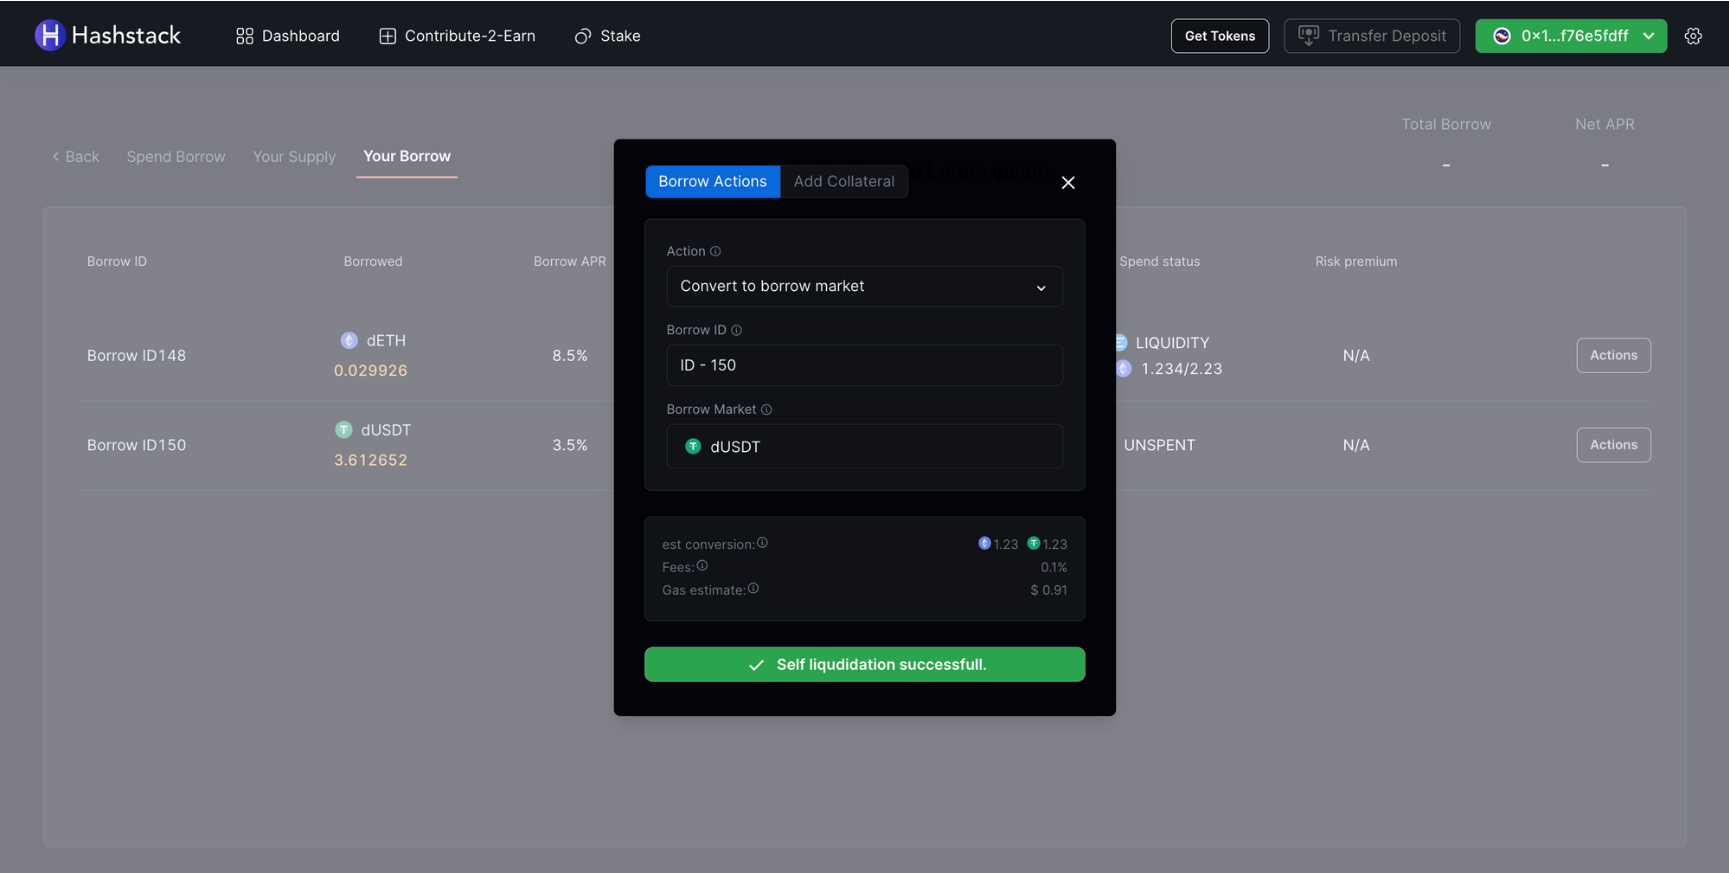 Hashstack
Dashboard
Contribute-2-Earn
Stake
Get Tokens
Transfer Deposit
0x1...f76e5fdff
Total Borrow
Net APR
-
-
Back
Spend Borrow
Your Supply
Your Borrow
Borrow Actions
Add Collateral
Borrow ID
Borrowed
Borrow APR
Spend status
Risk premium
Borrow ID148
dETH
0.029926
8.5%
LIQUIDITY
1.234/2.23
N/A
Actions
Borrow ID150
dUSDT
3.612652
3.5%
UNSPENT
N/A
Actions
Action
Convert to borrow market
Borrow ID
ID - 150
Borrow Market
dUSDT
est conversion: 1.23 1.23
Fees: 0.1%
Gas estimate: $ 0.91
Self liqudidation successfull.